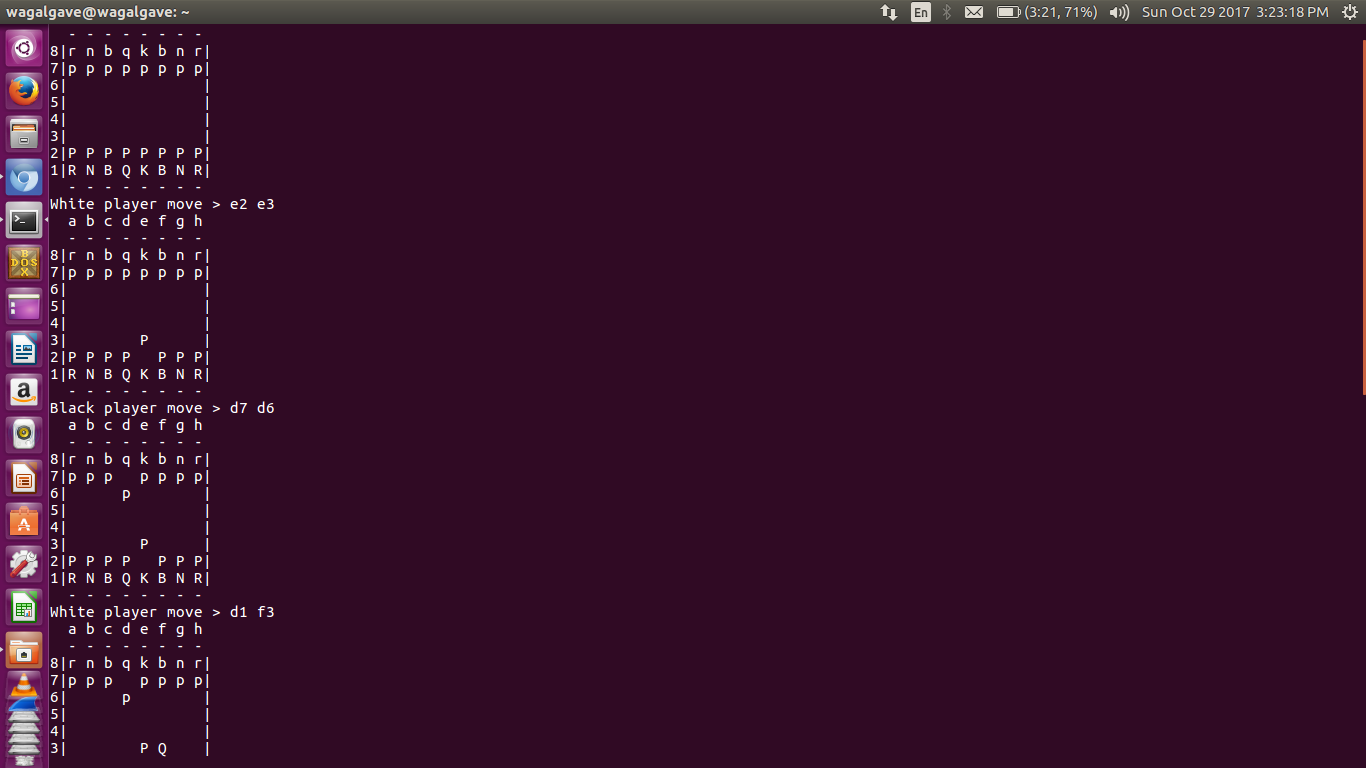 wagalgave@wagalgave: ~
En (3:21, 71%) Sun Oct 29 2017 3:23:18 PM
  - - - - - - - -
8|r n b q k b n r|
7|p p p p p p p p|
6|               |
5|               |
4|               |
3|               |
2|P P P P P P P P|
1|R N B Q K B N R|
  - - - - - - - -
White player move > e2 e3
  a b c d e f g h
  - - - - - - - -
8|r n b q k b n r|
7|p p p p p p p p|
6|               |
5|               |
4|               |
3|        P      |
2|P P P P   P P P|
1|R N B Q K B N R|
  - - - - - - - -
Black player move > d7 d6
  a b c d e f g h
  - - - - - - - -
8|r n b q k b n r|
7|p p p   p p p p|
6|      p        |
5|               |
4|               |
3|        P      |
2|P P P P   P P P|
1|R N B Q K B N R|
  - - - - - - - -
White player move > d1 f3
  a b c d e f g h
  - - - - - - - -
8|r n b q k b n r|
7|p p p   p p p p|
6|      p        |
5|               |
4|               |
3|        P Q    |
>_
DOS
BOX
a
A